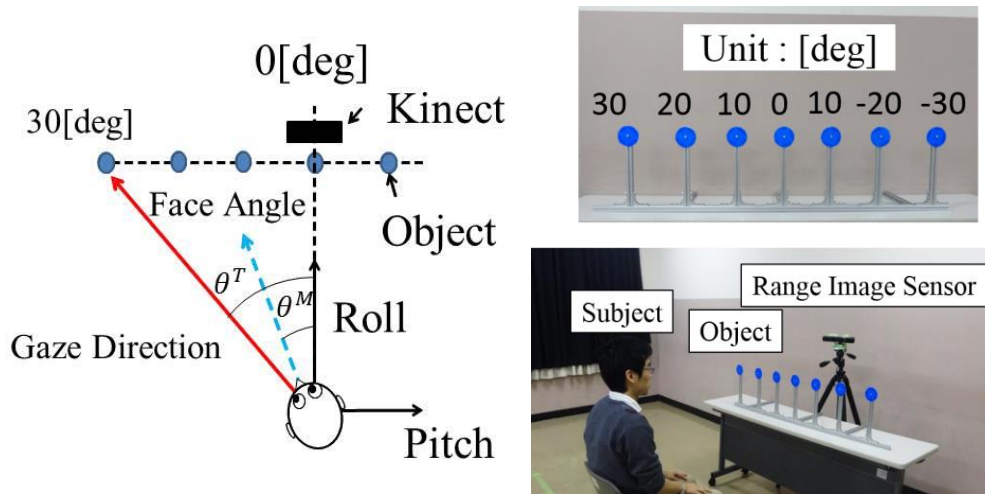 0[deg]
Kinect
30[deg]
Face Angle
Object
θ^T
θ^M
Roll
Gaze Direction
Pitch
Unit : [deg]
30 20 10 0 10 -20 -30
Subject
Object
Range Image Sensor